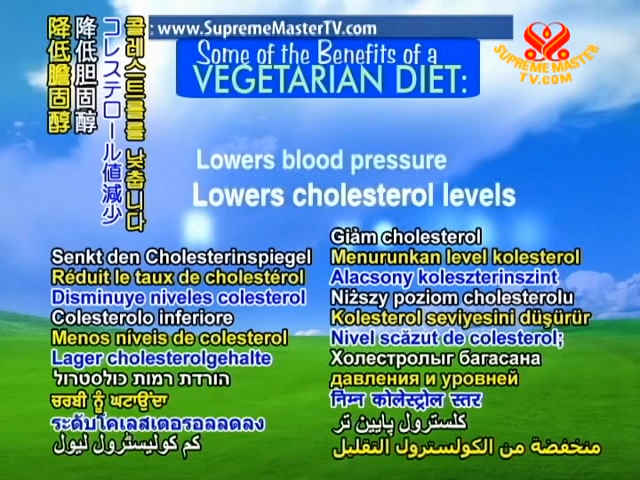 : www.SupremeMasterTV.com
SUPREME MASTER
TV.COM
Some of the Benefits of a
VEGETARIAN DIET:
降低膽固醇
降低胆固醇
コレステロール値減少
콜레스트롤를 낮춥니다
Lowers blood pressure
Lowers cholesterol levels
Senkt den Cholesterinspiegel
Réduit le taux de cholestérol
Disminuye niveles colesterol
Colesterolo inferiore
Menos níveis de colesterol
Lager cholesterolgehalte
הורדת רמות כולסטרול
ਚਰਬੀ ਨੂੰ ਘਟਾਉਂਦਾ
ระดับโคเลสเตอรอลลดลง
کم کولیسٹرول لیول
Giảm cholesterol
Menurunkan level kolesterol
Alacsony koleszterinszint
Niższy poziom cholesterolu
Kolesterol seviyesini düşürür
Nivel scăzut de colesterol;
Холестролыг багасана
давления и уровней
निम्न कोलेस्ट्रोल स्तर
کلسترول پایین تر
منخفضة من الكولسترول التقليل